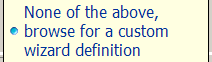 None of the above,
browse for a custom
wizard definition